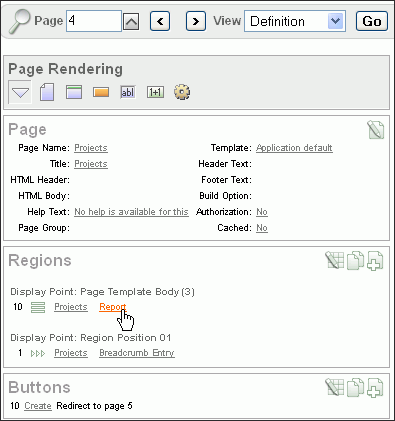 Page 4 View Definition Go
Page Rendering
abl 1+1
Page
Page Name: Projects Template: Application default
Title: Projects Header Text:
HTML Header: Footer Text:
HTML Body: Build Option:
Help Text: No help is available for this Authorization: No
Page Group: Cached: No
Regions
Display Point: Page Template Body (3)
10 Projects Report
Display Point: Region Position 01
1 Projects Breadcrumb Entry
Buttons
10 Create Redirect to page 5